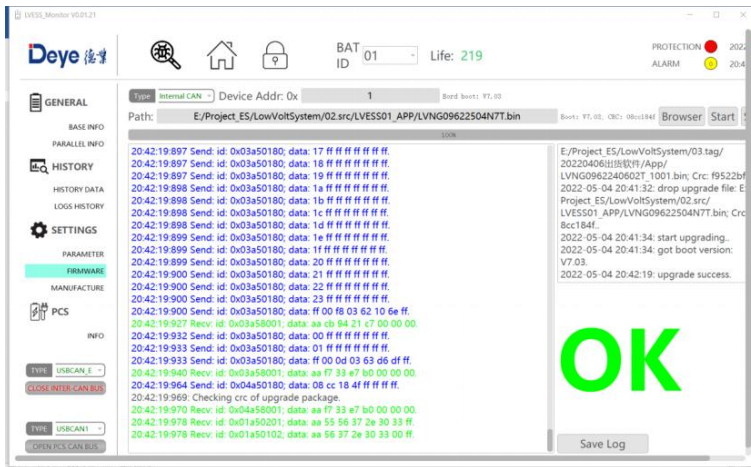 LVESS_Monitor V0.01.21
Deye 德业
BAT ID 01
Life: 219
PROTECTION 2022
ALARM 0 20:4
GENERAL
BASE INFO
PARALLEL INFO
HISTORY
HISTORY DATA
LOGS HISTORY
SETTINGS
PARAMETER
FIRMWARE
MANUFACTURE
PCS
INFO
TYPE USBCAN_E
CLOSE INTER-CAN BUS
TYPE USBCAN1
OPEN PCS CAN BUS
Type Internal CAN Device Addr: 0x 1 Bord boot: V7.03
Path: E:/Project_ES/LowVoltSystem/02.src/LVESS01_APP/LVNG09622504N7T.bin Boot: V7.03, CRC: 08cc184f Browser Start S
100%
20:42:19:897 Send: id: 0x03a50180; data: 17 ff ff ff ff ff ff ff.
20:42:19:897 Send: id: 0x03a50180; data: 18 ff ff ff ff ff ff ff.
20:42:19:897 Send: id: 0x03a50180; data: 19 ff ff ff ff ff ff ff.
20:42:19:898 Send: id: 0x03a50180; data: 1a ff ff ff ff ff ff ff.
20:42:19:898 Send: id: 0x03a50180; data: 1b ff ff ff ff ff ff ff.
20:42:19:898 Send: id: 0x03a50180; data: 1c ff ff ff ff ff ff ff.
20:42:19:898 Send: id: 0x03a50180; data: 1d ff ff ff ff ff ff ff.
20:42:19:899 Send: id: 0x03a50180; data: 1e ff ff ff ff ff ff ff.
20:42:19:899 Send: id: 0x03a50180; data: 1f ff ff ff ff ff ff ff.
20:42:19:899 Send: id: 0x03a50180; data: 20 ff ff ff ff ff ff ff.
20:42:19:900 Send: id: 0x03a50180; data: 21 ff ff ff ff ff ff ff.
20:42:19:900 Send: id: 0x03a50180; data: 22 ff ff ff ff ff ff ff.
20:42:19:900 Send: id: 0x03a50180; data: 23 ff ff ff ff ff ff ff.
20:42:19:900 Send: id: 0x03a50180; data: ff 00 f8 03 62 10 6e ff.
20:42:19:927 Recv: id: 0x03a58001; data: aa cb 94 21 c7 00 00 00.
20:42:19:932 Send: id: 0x03a50180; data: 00 ff ff ff ff ff ff ff.
20:42:19:933 Send: id: 0x03a50180; data: 01 ff ff ff ff ff ff ff.
20:42:19:933 Send: id: 0x03a50180; data: ff 00 0d 03 63 d6 df ff.
20:42:19:940 Recv: id: 0x03a58001; data: aa f7 33 e7 b0 00 00 00.
20:42:19:964 Send: id: 0x04a50180; data: 08 cc 18 4f ff ff ff ff.
20:42:19:969: Checking crc of upgrade package.
20:42:19:970 Recv: id: 0x04a58001; data: aa f7 33 e7 b0 00 00 00.
20:42:19:978 Recv: id: 0x01a50201; data: aa 55 56 37 2e 30 33 ff.
20:42:19:978 Recv: id: 0x01a50102; data: aa 56 37 2e 30 33 00 ff.
E:/Project_ES/LowVoltSystem/03.tag/
20220406出货软件/App/
LVNG0962240602T_1001.bin; Crc: f9522bf
2022-05-04 20:41:32: drop upgrade file: E:
Project_ES/LowVoltSystem/02.src/
LVESS01_APP/LVNG09622504N7T.bin; Crc
8cc184f..
2022-05-04 20:41:34: start upgrading..
2022-05-04 20:41:34: got boot version:
V7.03.
2022-05-04 20:42:19: upgrade success.
OK
Save Log